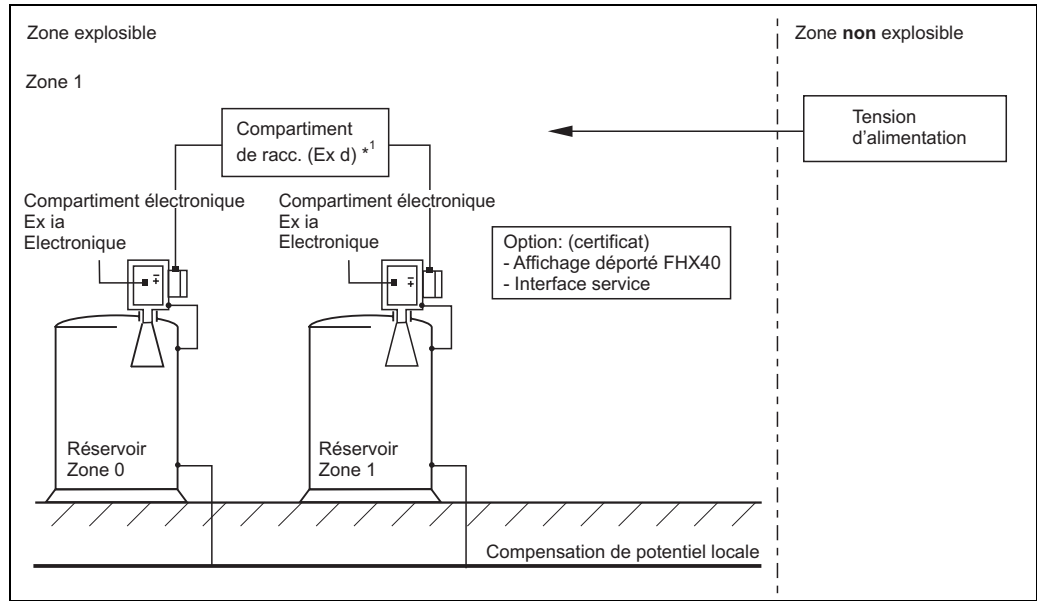 Zone explosible
Zone non explosible
Zone 1
Compartiment
de racc. (Ex d) *1
Tension
d'alimentation
Compartiment électronique
Ex ia
Electronique
Compartiment électronique
Ex ia
Electronique
Option: (certificat)
- Affichage déporté FHX40
- Interface service
Réservoir
Zone 0
Réservoir
Zone 1
Compensation de potentiel locale